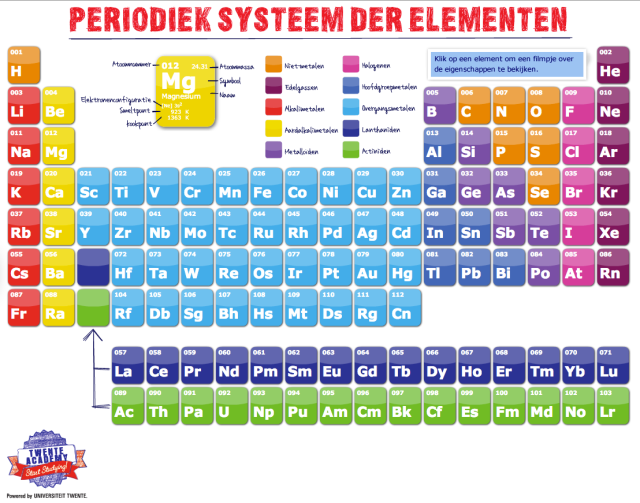 PERIODIEK SYSTEEM DER ELEMENTEN
001
H
002
He
Atoomnummer
012
24.31
Atoommassa
Mg
Symbool
Magnesium
Naam
Elektronenconfiguratie
[Ne] 3s²
Smeltpunt
923 K
Kookpunt
1363 K
Nietmetalen
Halogenen
Edelgassen
Hoofdgroepmetalen
Alkalimetalen
Overgangsmetalen
Aardalkalimetalen
Lanthaniden
Metalloiden
Actiniden
Klik op een element om een filmpje over
de eigenschappen te bekijken.
003 004 005 006 007 008 009 010
Li Be B C N O F Ne
011 012 013 014 015 016 017 018
Na Mg Al Si P S Cl Ar
019 020 021 022 023 024 025 026 027 028 029 030 031 032 033 034 035 036
K Ca Sc Ti V Cr Mn Fe Co Ni Cu Zn Ga Ge As Se Br Kr
037 038 039 040 041 042 043 044 045 046 047 048 049 050 051 052 053 054
Rb Sr Y Zr Nb Mo Tc Ru Rh Pd Ag Cd In Sn Sb Te I Xe
055 056 072 073 074 075 076 077 078 079 080 081 082 083 084 085 086
Cs Ba Hf Ta W Re Os Ir Pt Au Hg Tl Pb Bi Po At Rn
087 088 104 105 106 107 108 109 110 111 112
Fr Ra Rf Db Sg Bh Hs Mt Ds Rg Cn
057 058 059 060 061 062 063 064 065 066 067 068 069 070 071
La Ce Pr Nd Pm Sm Eu Gd Tb Dy Ho Er Tm Yb Lu
089 090 091 092 093 094 095 096 097 098 099 100 101 102 103
Ac Th Pa U Np Pu Am Cm Bk Cf Es Fm Md No Lr
TWENTE
ACADEMY
Start Studying!
Powered by UNIVERSITEIT TWENTE.